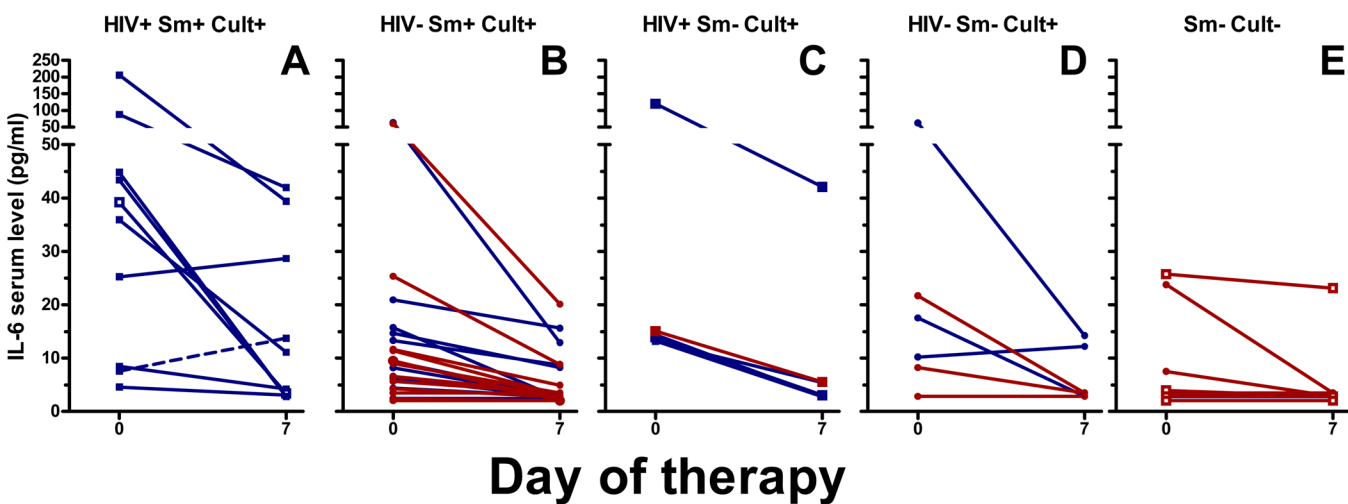 HIV+ Sm+ Cult+ HIV- Sm+ Cult+ HIV+ Sm- Cult+ HIV- Sm- Cult+ Sm- Cult-
A B C D E
IL-6 serum level (pg/ml)
250
200
150
100
50
50
40
30
20
10
0
0 7 0 7 0 7 0 7 0 7
Day of therapy